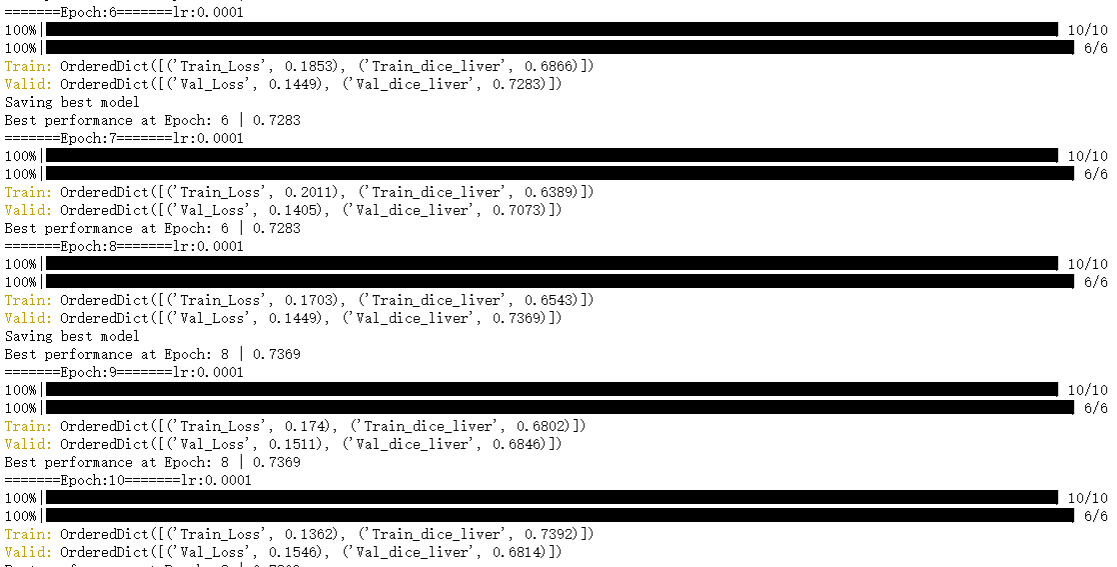 =======Epoch:6=======lr:0.0001
100%| 10/10
100%| 6/6
Train: OrderedDict([('Train_Loss', 0.1853), ('Train_dice_liver', 0.6866)])
Valid: OrderedDict([('Val_Loss', 0.1449), ('Val_dice_liver', 0.7283)])
Saving best model
Best performance at Epoch: 6 | 0.7283
=======Epoch:7=======lr:0.0001
100%| 10/10
100%| 6/6
Train: OrderedDict([('Train_Loss', 0.2011), ('Train_dice_liver', 0.6389)])
Valid: OrderedDict([('Val_Loss', 0.1405), ('Val_dice_liver', 0.7073)])
Best performance at Epoch: 6 | 0.7283
=======Epoch:8=======lr:0.0001
100%| 10/10
100%| 6/6
Train: OrderedDict([('Train_Loss', 0.1703), ('Train_dice_liver', 0.6543)])
Valid: OrderedDict([('Val_Loss', 0.1449), ('Val_dice_liver', 0.7369)])
Saving best model
Best performance at Epoch: 8 | 0.7369
=======Epoch:9=======lr:0.0001
100%| 10/10
100%| 6/6
Train: OrderedDict([('Train_Loss', 0.174), ('Train_dice_liver', 0.6802)])
Valid: OrderedDict([('Val_Loss', 0.1511), ('Val_dice_liver', 0.6846)])
Best performance at Epoch: 8 | 0.7369
=======Epoch:10=======lr:0.0001
100%| 10/10
100%| 6/6
Train: OrderedDict([('Train_Loss', 0.1362), ('Train_dice_liver', 0.7392)])
Valid: OrderedDict([('Val_Loss', 0.1546), ('Val_dice_liver', 0.6814)])